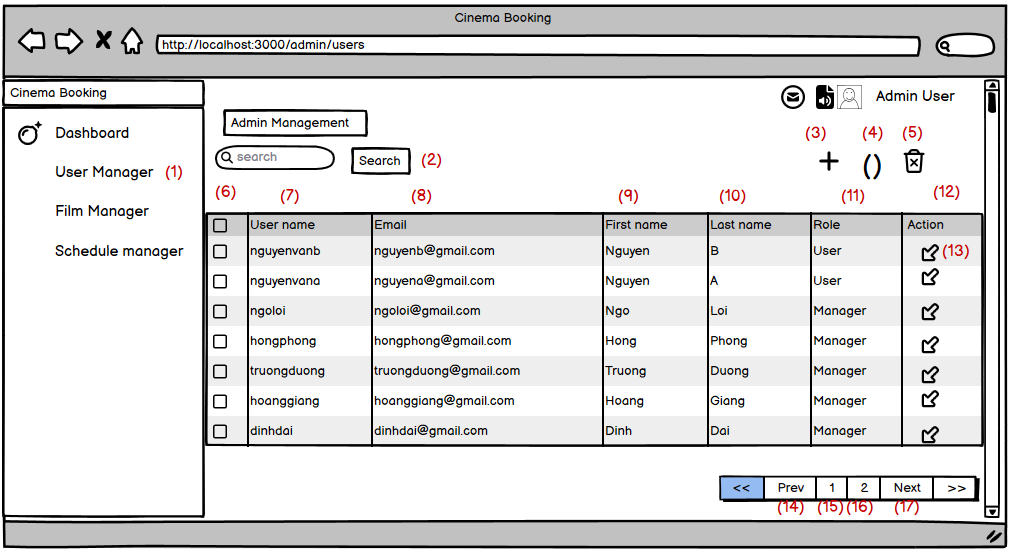 Cinema Booking
http://localhost:3000/admin/users
Cinema Booking
Admin User
Dashboard
User Manager (1)
Film Manager
Schedule manager
Admin Management
search
Search (2)
(3) (4) (5)
()
(6) (7) (8) (9) (10) (11) (12)
User name Email First name Last name Role Action
nguyenvanb nguyenb@gmail.com Nguyen B User (13)
nguyenvana nguyena@gmail.com Nguyen A User
ngoloi ngoloi@gmail.com Ngo Loi Manager
hongphong hongphong@gmail.com Hong Phong Manager
truongduong truongduong@gmail.com Truong Duong Manager
hoanggiang hoanggiang@gmail.com Hoang Giang Manager
dinhdai dinhdai@gmail.com Dinh Dai Manager
<< Prev 1 2 Next >>
(14) (15) (16) (17)